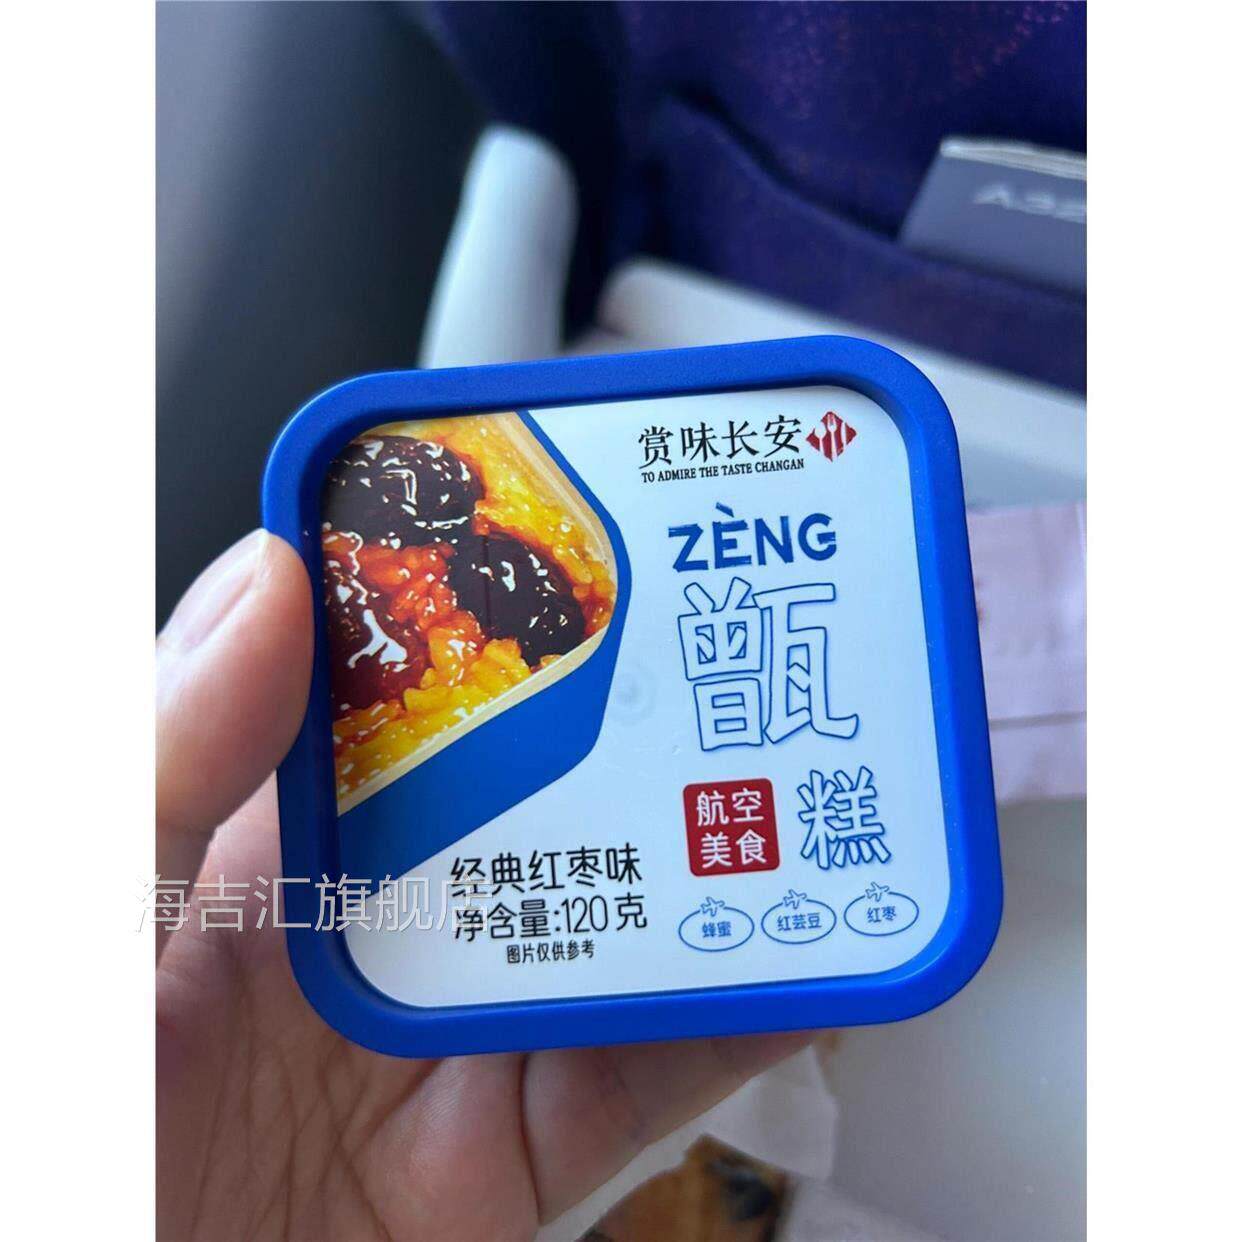 A32
赏味长安
TO ADMIRE THE TASTE CHANGAN
ZÈNG
甑
糕
航空
美食
经典红枣味
净含量:120克
图片仅供参考
蜂蜜
红芸豆
红枣
海吉汇旗舰店